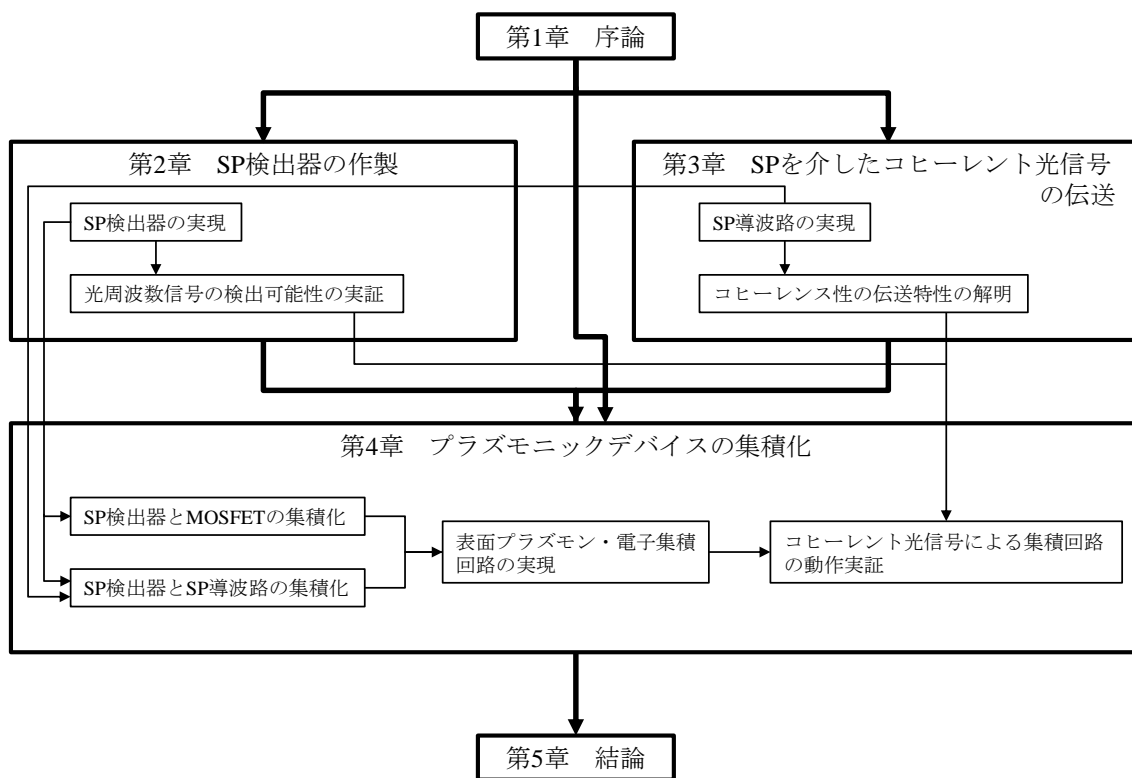 第1章　序論
第2章　SP検出器の作製
SP検出器の実現
光周波数信号の検出可能性の実証
第3章　SPを介したコヒーレント光信号
の伝送
SP導波路の実現
コヒーレンス性の伝送特性の解明
第4章　プラズモニックデバイスの集積化
SP検出器とMOSFETの集積化
SP検出器とSP導波路の集積化
表面プラズモン・電子集積
回路の実現
コヒーレント光信号による集積回路
の動作実証
第5章　結論